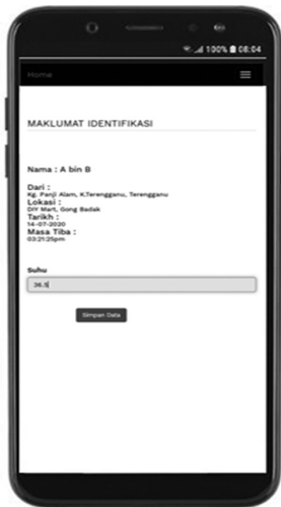 100% 08:04
Home
MAKLUMAT IDENTIFIKASI
Nama : A bin B
Dari :
Kg. Panji Alam, K.Terengganu, Terengganu
Lokasi :
DIY Mart, Gong Badak
Tarikh :
14-07-2020
Masa Tiba :
03:21:25pm
Suhu
36.5
Simpan Data